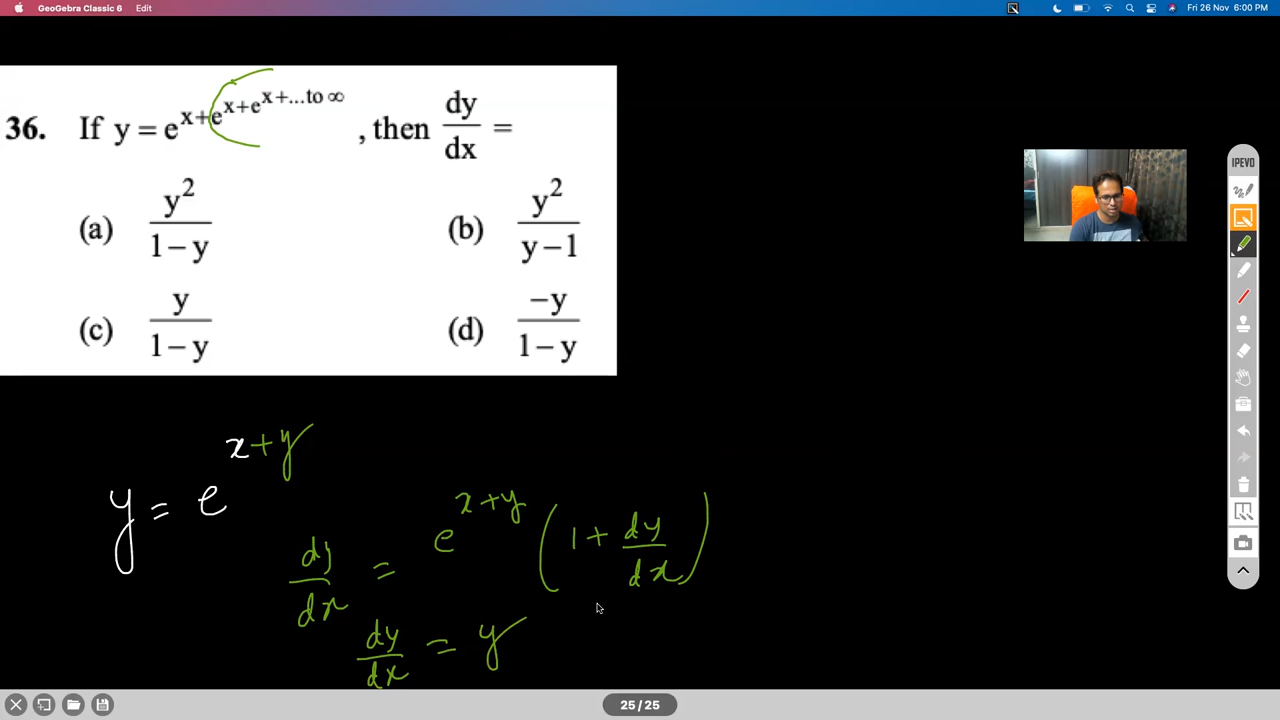 GeoGebra Classic 6 Edit Fri 26 Nov 6:00 PM
36. If y = e^{x+e^{x+e^{x+...to ∞}}}, then dy/dx =
(a) y²/(1−y) (b) y²/(y−1)
(c) y/(1−y) (d) −y/(1−y)
y = e^{x+y}
dy/dx = e^{x+y} (1 + dy/dx)
dy/dx = y
IPEVO
25 / 25